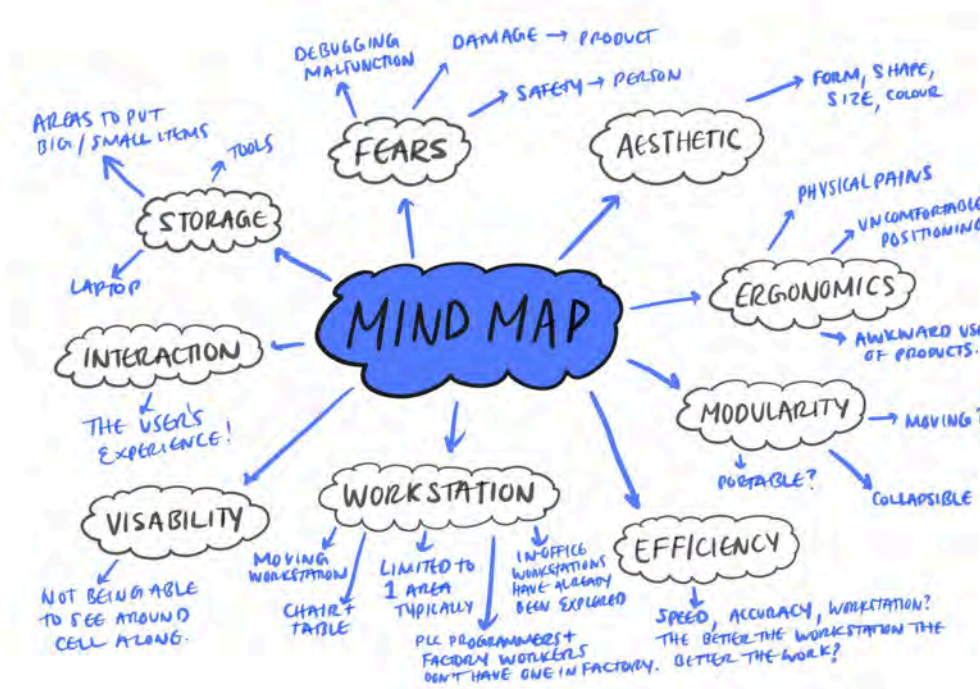 MIND MAP
FEARS
DEBUGGING
MALFUNCTION
DAMAGE → PRODUCT
SAFETY → PERSON
AESTHETIC
FORM, SHAPE,
SIZE, COLOUR
STORAGE
AREAS TO PUT
BIG / SMALL ITEMS
TOOLS
LAPTOP
ERGONOMICS
PHYSICAL PAINS
UNCOMFORTABLE
POSITIONING
AWKWARD USE
OF PRODUCTS.
INTERACTION
THE USER'S
EXPERIENCE!
MODULARITY
MOVING?
PORTABLE?
COLLAPSIBLE
VISABILITY
NOT BEING ABLE
TO SEE AROUND
CELL ALONG.
WORKSTATION
MOVING
WORKSTATION
CHAIR +
TABLE
LIMITED TO
1 AREA
TYPICALLY
PLC PROGRAMMERS +
FACTORY WORKERS
DON'T HAVE ONE IN FACTORY.
IN-OFFICE
WORKSTATIONS
HAVE ALREADY
BEEN EXPLORED
EFFICIENCY
SPEED, ACCURACY, WORKSTATION?
THE BETTER THE WORKSTATION THE
BETTER THE WORK?